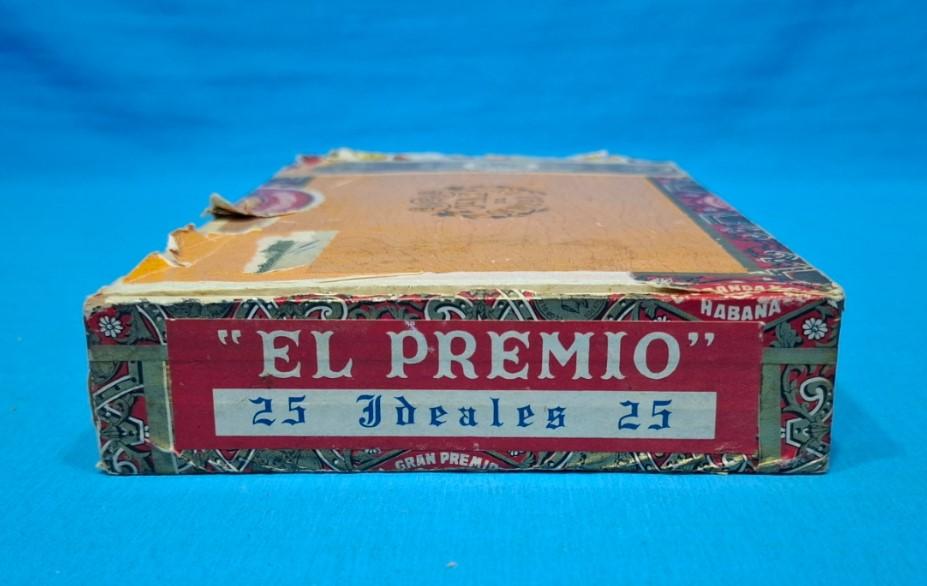 HABANA
"EL PREMIO"
25 Ideales 25
GRAN PREMIO